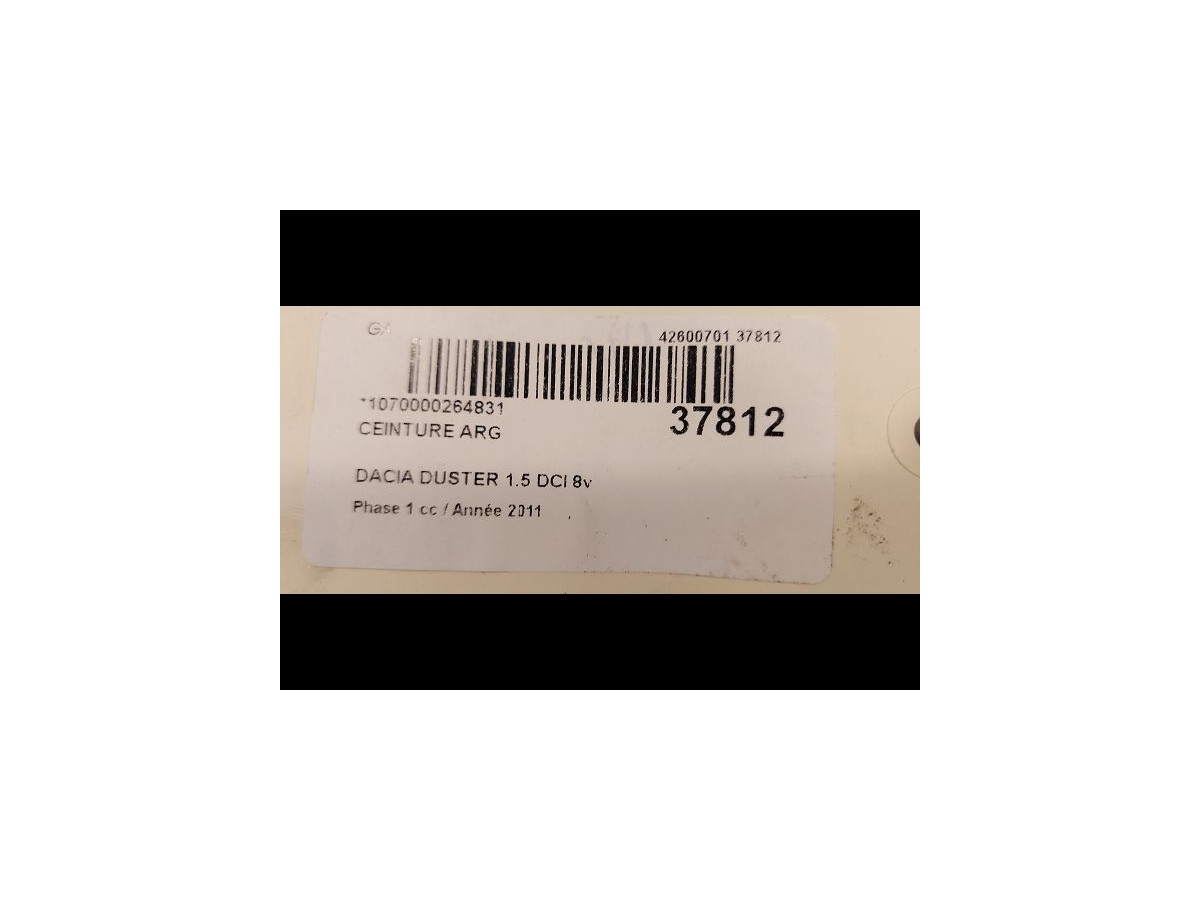 42600701 37812
*1070000264831
37812
CEINTURE ARG
DACIA DUSTER 1.5 DCI 8v
Phase 1 cc / Année 2011